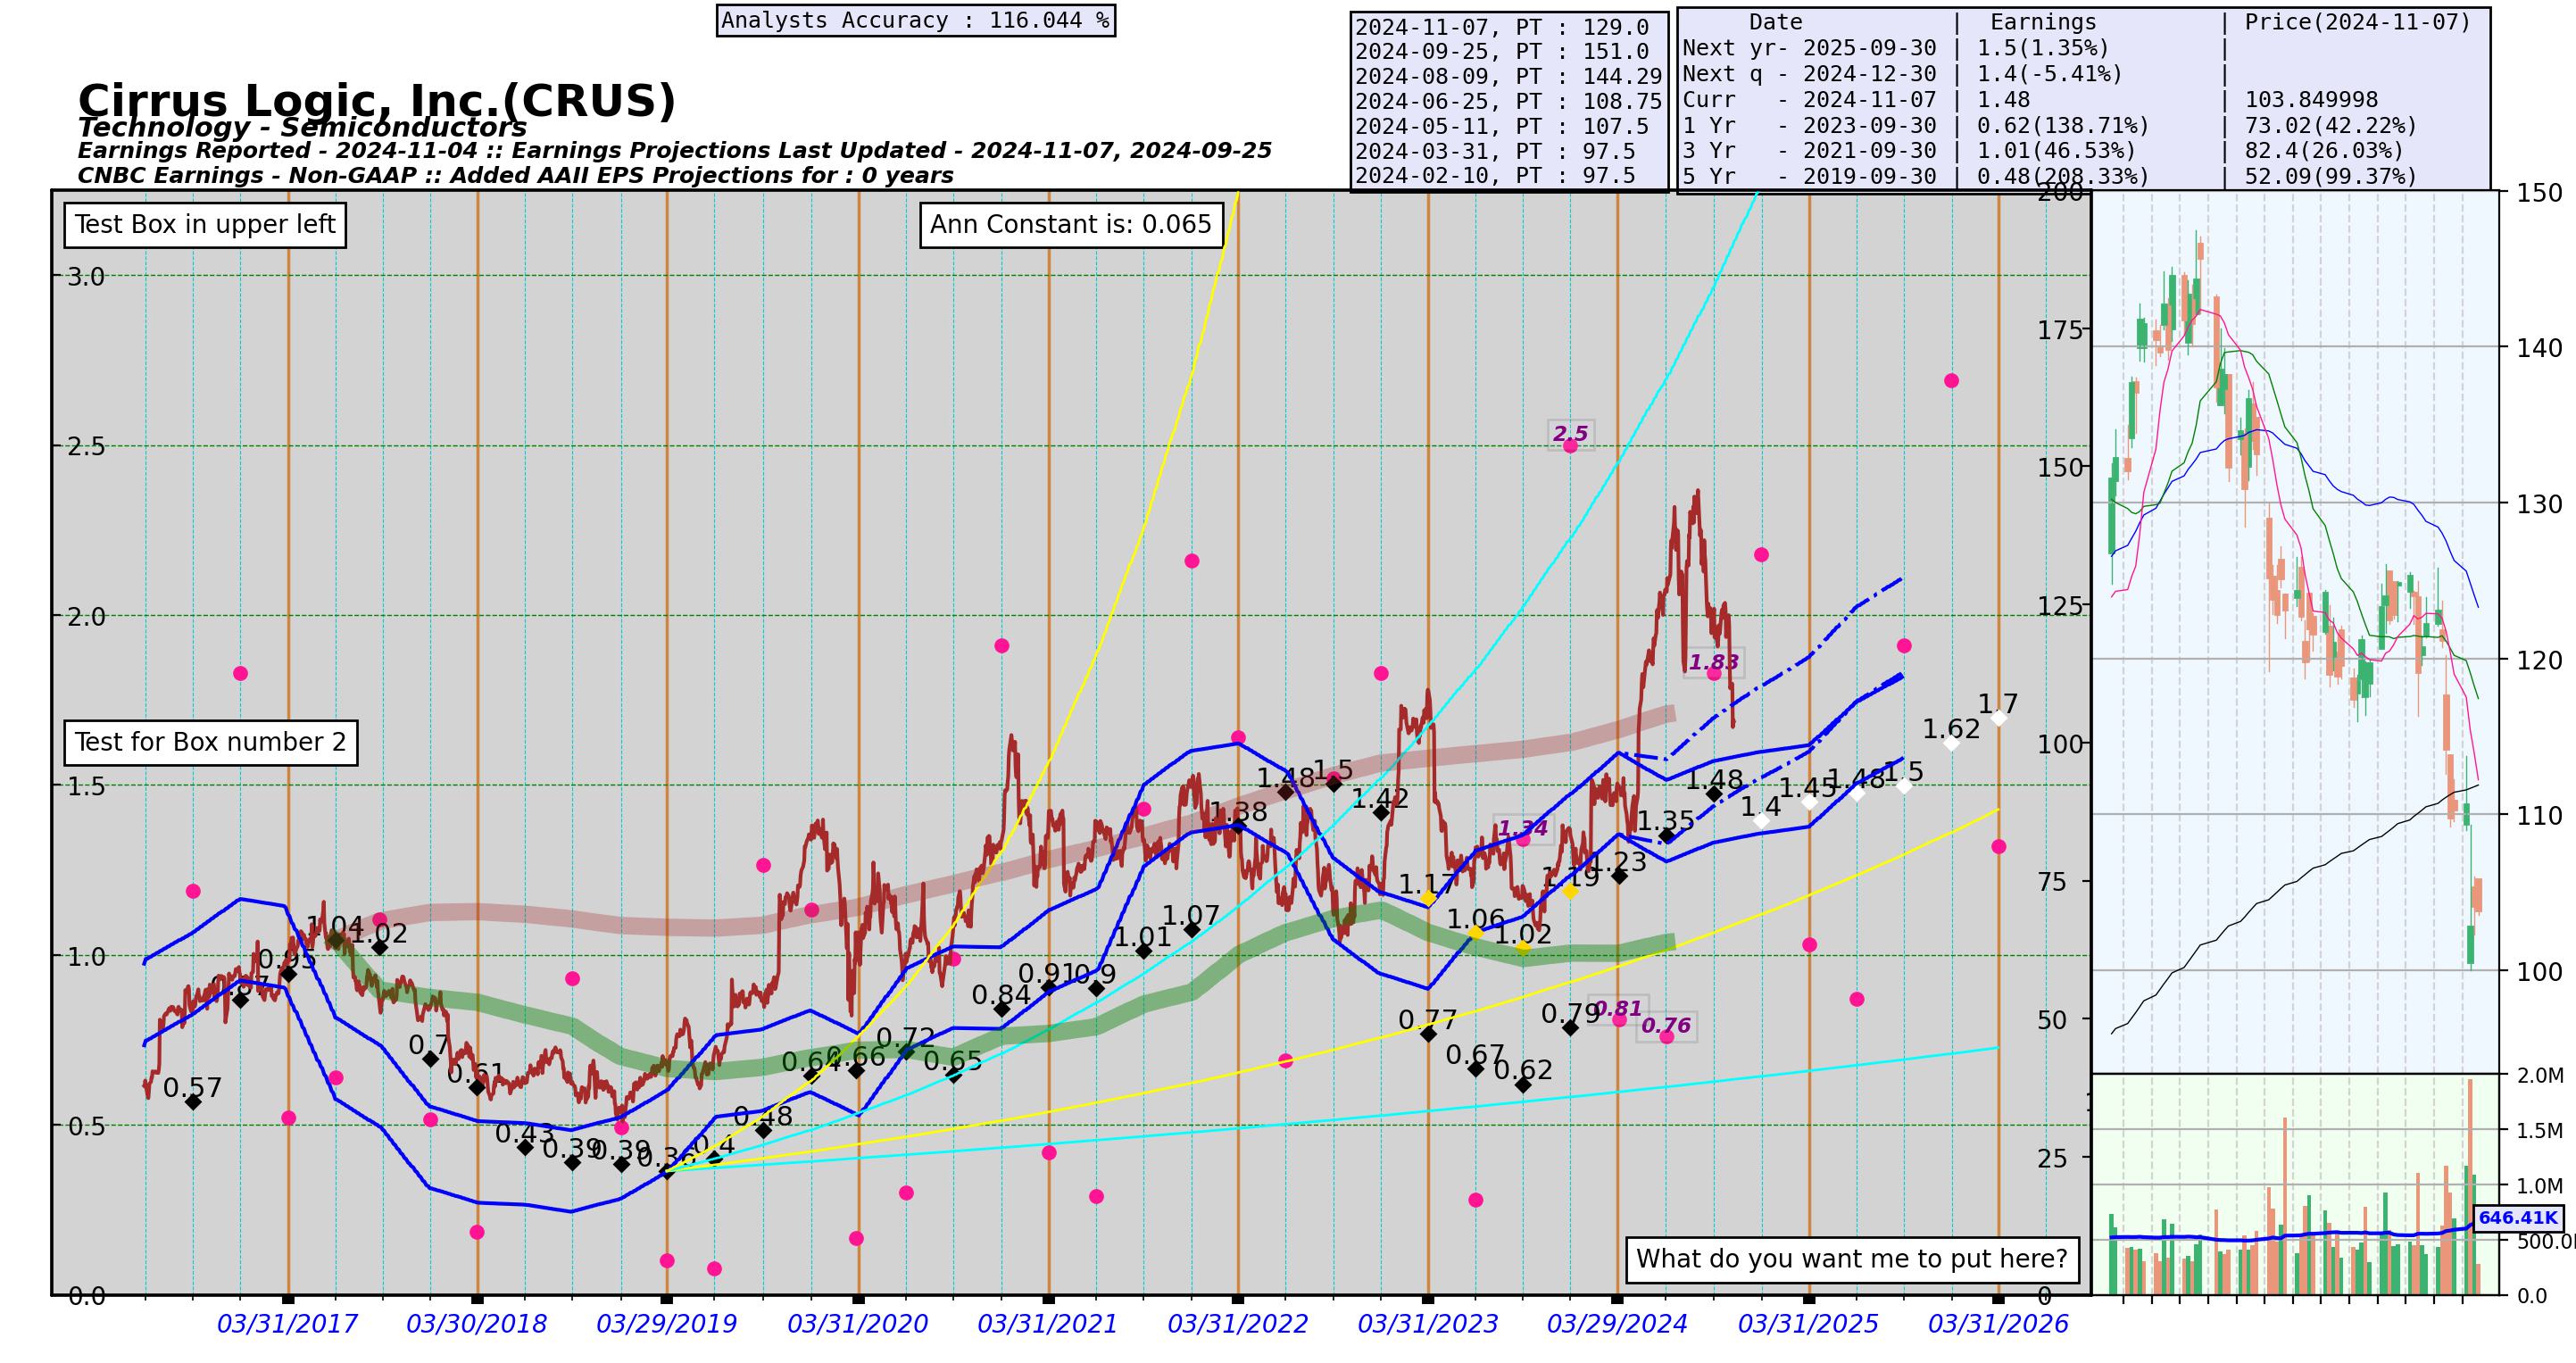 Analysts Accuracy : 116.044 %
2024-11-07, PT : 129.0
2024-09-25, PT : 151.0
2024-08-09, PT : 144.29
2024-06-25, PT : 108.75
2024-05-11, PT : 107.5
2024-03-31, PT : 97.5
2024-02-10, PT : 97.5
Date | Earnings | Price(2024-11-07)
Next yr- 2025-09-30 | 1.5(1.35%) |
Next q - 2024-12-30 | 1.4(-5.41%) |
Curr - 2024-11-07 | 1.48 | 103.849998
1 Yr - 2023-09-30 | 0.62(138.71%) | 73.02(42.22%)
3 Yr - 2021-09-30 | 1.01(46.53%) | 82.4(26.03%)
5 Yr - 2019-09-30 | 0.48(208.33%) | 52.09(99.37%)
Cirrus Logic, Inc.(CRUS)
Technology - Semiconductors
Earnings Reported - 2024-11-04 :: Earnings Projections Last Updated - 2024-11-07, 2024-09-25
CNBC Earnings - Non-GAAP :: Added AAII EPS Projections for : 0 years
Test Box in upper left
Ann Constant is: 0.065
Test for Box number 2
What do you want me to put here?
3.0
2.5
2.0
1.5
1.0
0.5
0.0
200
175
150
125
100
75
50
25
0
150
140
130
120
110
100
2.0M
1.5M
1.0M
646.41K
0.0
0.57
0.95
1.04
1.02
0.7
0.61
0.43
0.39
0.39
0.36
0.4
0.48
0.64
0.66
0.72
0.65
0.84
0.91
0.9
1.01
1.07
1.38
1.48
1.5
1.42
1.17
0.77
1.06
0.67
1.34
1.02
0.62
2.5
1.19
0.79
1.23
0.81
1.35
0.76
1.83
1.48
1.4
1.45
1.48
1.5
1.62
1.7
03/31/2017
03/30/2018
03/29/2019
03/31/2020
03/31/2021
03/31/2022
03/31/2023
03/29/2024
03/31/2025
03/31/2026